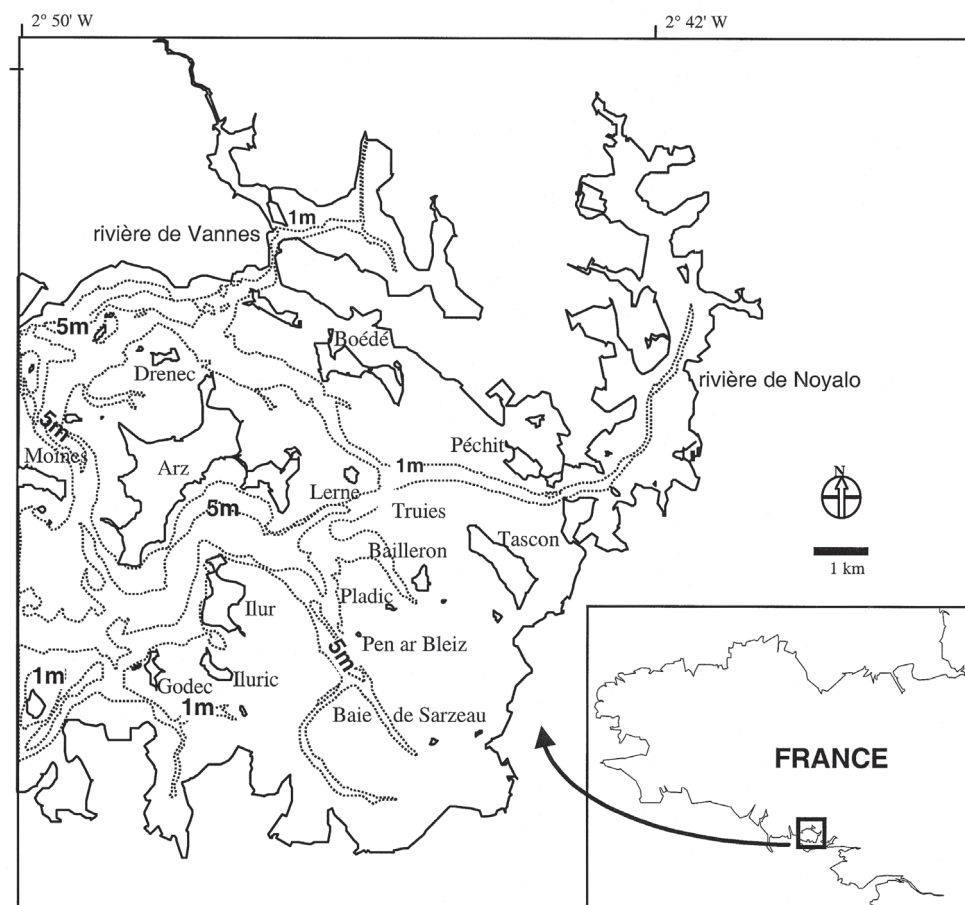 2° 50' W
2° 42' W
1m
rivière de Vannes
5m
Boédé
Drenec
rivière de Noyalo
5m
Moines
Péchit
Arz
1m
N
Lerne
5m
Truies
Tascon
Bailleron
1 km
Pladic
Ilur
Pen ar Bleiz
5m
1m
Godec
Iluric
1m
Baie de Sarzeau
FRANCE